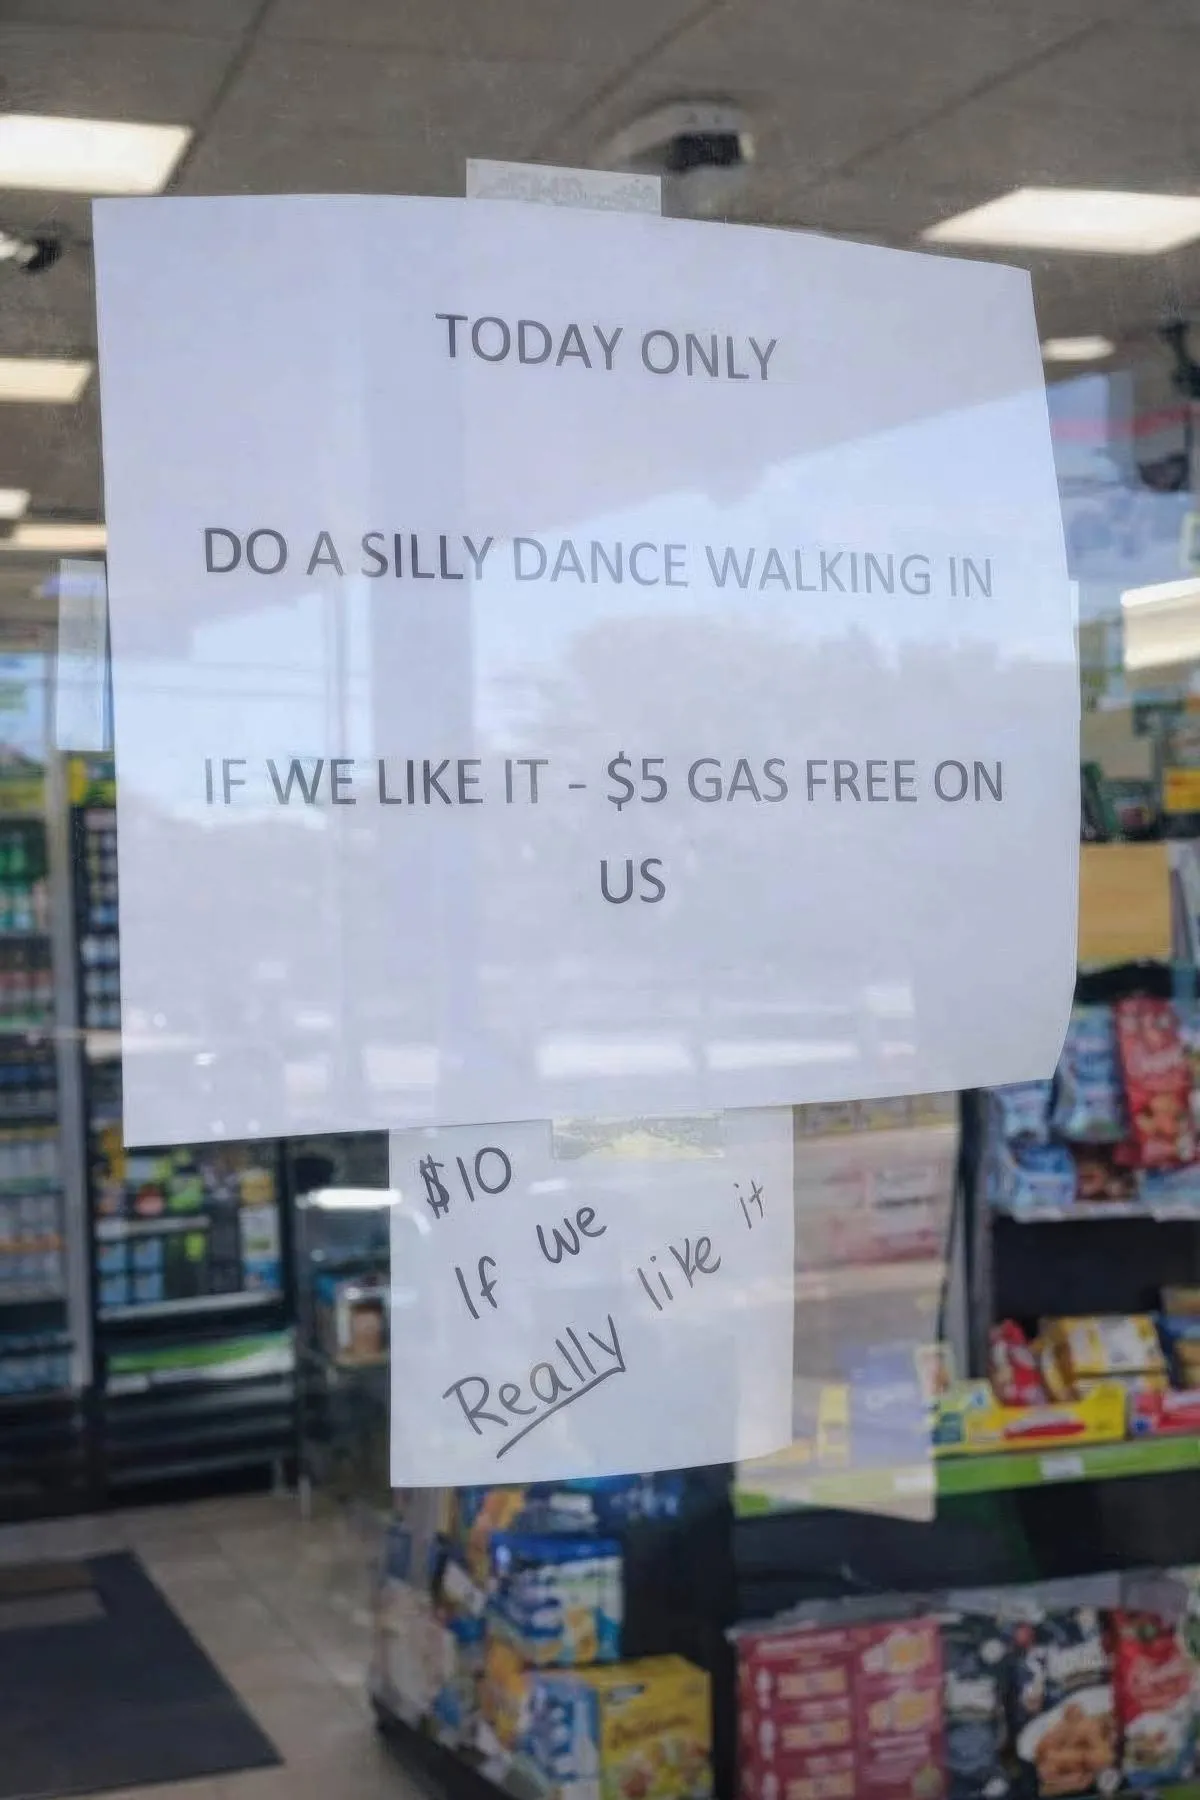 TODAY ONLY
DO A SILLY DANCE WALKING IN
IF WE LIKE IT - $5 GAS FREE ON
US
$10
If we
Really like it